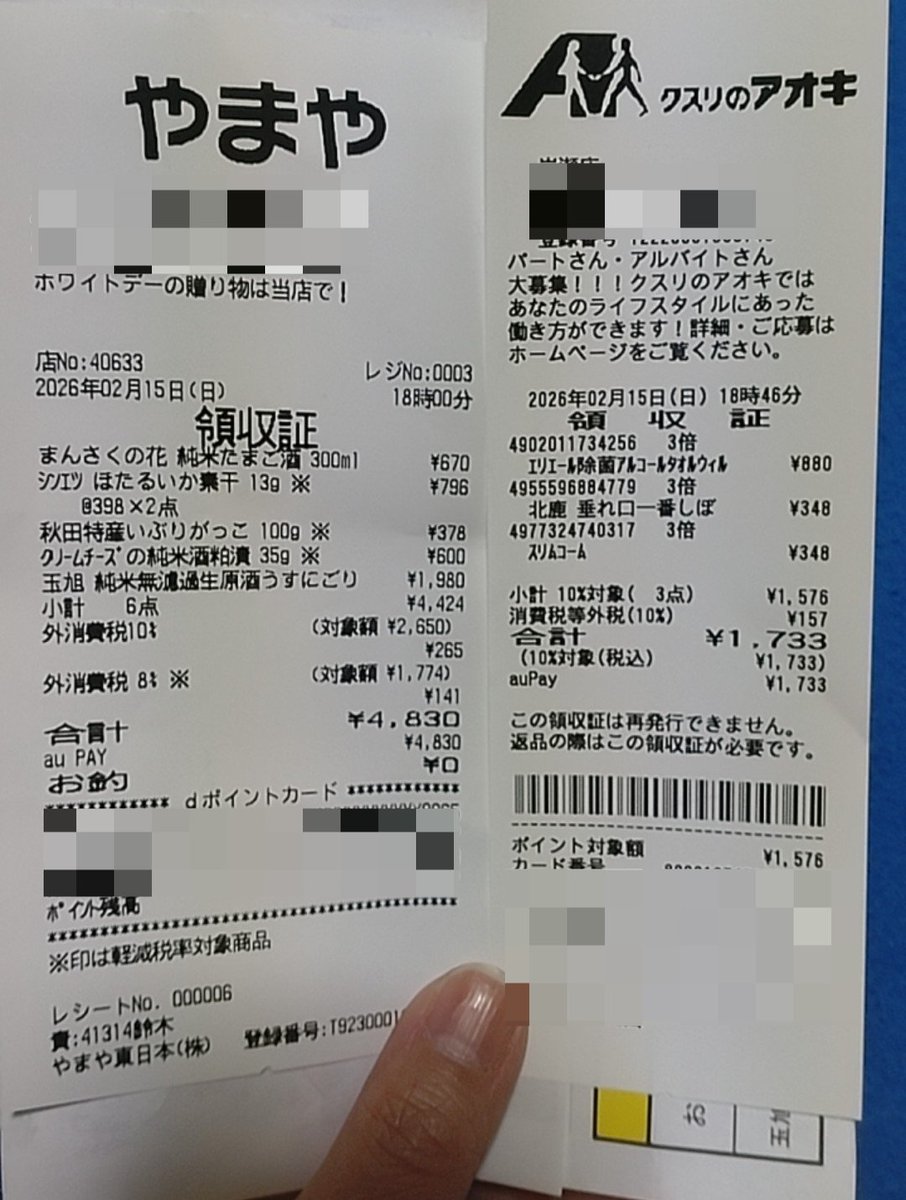 やまや
ホワイトデーの贈り物は当店で！
店No:40633
レジNo:0003
2026年02月15日(日)
18時00分
領収証
まんさくの花 純米たまご酒 300ml ¥670
ｼﾝｴﾂ ほたるいか素干 13g ※ ¥796
@398×2点
秋田特産いぶりがっこ 100g ※ ¥378
ｸﾘｰﾑﾁｰｽﾞの純米酒粕漬 35g ※ ¥600
玉旭 純米無濾過生原酒うすにごり ¥1,980
小計 6点 ¥4,424
外消費税10% (対象額 ¥2,650)
¥265
外消費税 8% ※ (対象額 ¥1,774)
¥141
合計 ¥4,830
au PAY ¥4,830
お釣 ¥0
************ dポイントカード ************
ﾎﾟｲﾝﾄ残高
※印は軽減税率対象商品
レシートNo. 000006
責:41314鈴木
やまや東日本(株) 登録番号:T92300
クスリのアオキ
登録番号
パートさん・アルバイトさん
大募集！！！クスリのアオキでは
あなたのライフスタイルにあった
働き方ができます！詳細・ご応募は
ホームページをご覧ください。
2026年02月15日(日) 18時46分
領 収 証
4902011734256 3倍
ｴﾘｴｰﾙ除菌ｱﾙｺｰﾙﾀｵﾙｳｨﾙ ¥880
4955596884779 3倍
北鹿 垂れ口一番しぼ ¥348
4977324740317 3倍
ｽﾘﾑｺｰﾑ ¥348
小計 10%対象( 3点) ¥1,576
消費税等外税(10%) ¥157
合計 ¥1,733
(10%対象(税込) ¥1,733)
auPay ¥1,733
この領収証は再発行できません。
返品の際はこの領収証が必要です。
ポイント対象額 ¥1,576
カード番号
お
玉旭